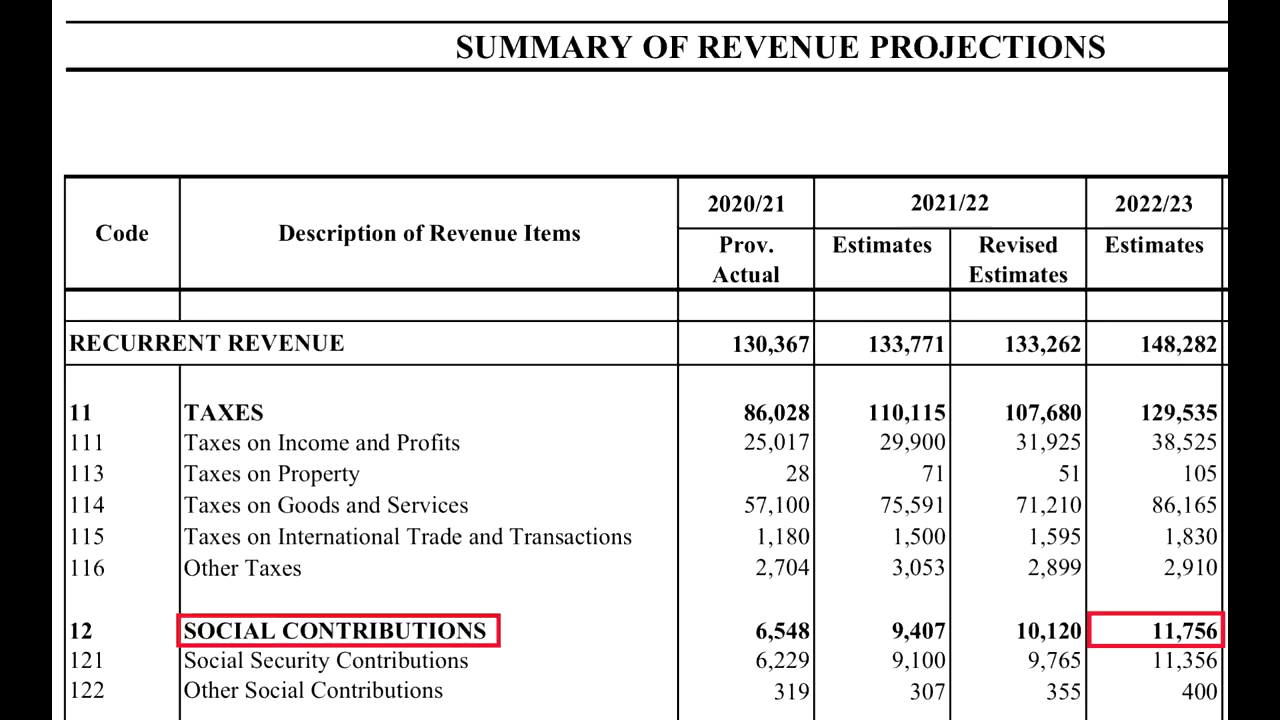 SUMMARY OF REVENUE PROJECTIONS
Code Description of Revenue Items 2020/21 2021/22 2022/23
Prov. Actual Estimates Revised Estimates Estimates
RECURRENT REVENUE 130,367 133,771 133,262 148,282
11 TAXES 86,028 110,115 107,680 129,535
111 Taxes on Income and Profits 25,017 29,900 31,925 38,525
113 Taxes on Property 28 71 51 105
114 Taxes on Goods and Services 57,100 75,591 71,210 86,165
115 Taxes on International Trade and Transactions 1,180 1,500 1,595 1,830
116 Other Taxes 2,704 3,053 2,899 2,910
12 SOCIAL CONTRIBUTIONS 6,548 9,407 10,120 11,756
121 Social Security Contributions 6,229 9,100 9,765 11,356
122 Other Social Contributions 319 307 355 400